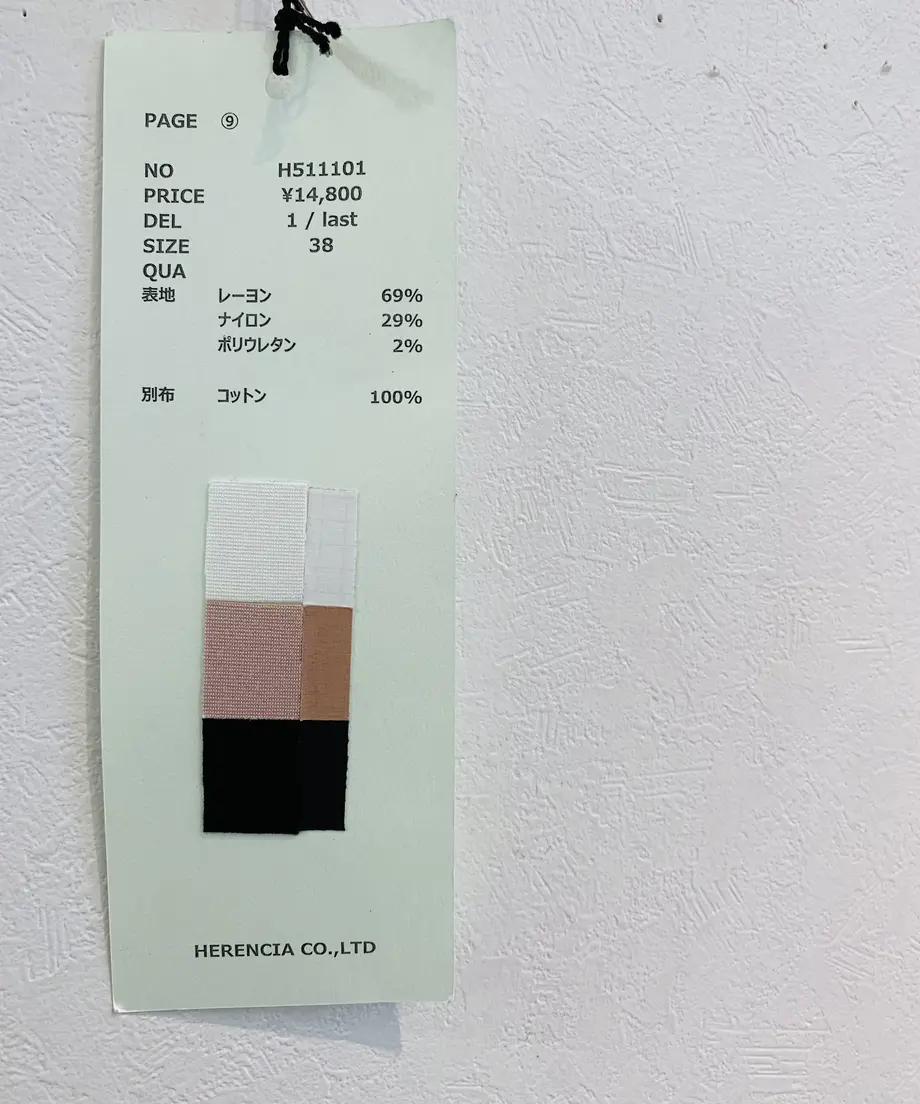 PAGE ⑨
NO H511101
PRICE ¥14,800
DEL 1 / last
SIZE 38
QUA
表地 レーヨン 69%
ナイロン 29%
ポリウレタン 2%
別布 コットン 100%
HERENCIA CO.,LTD